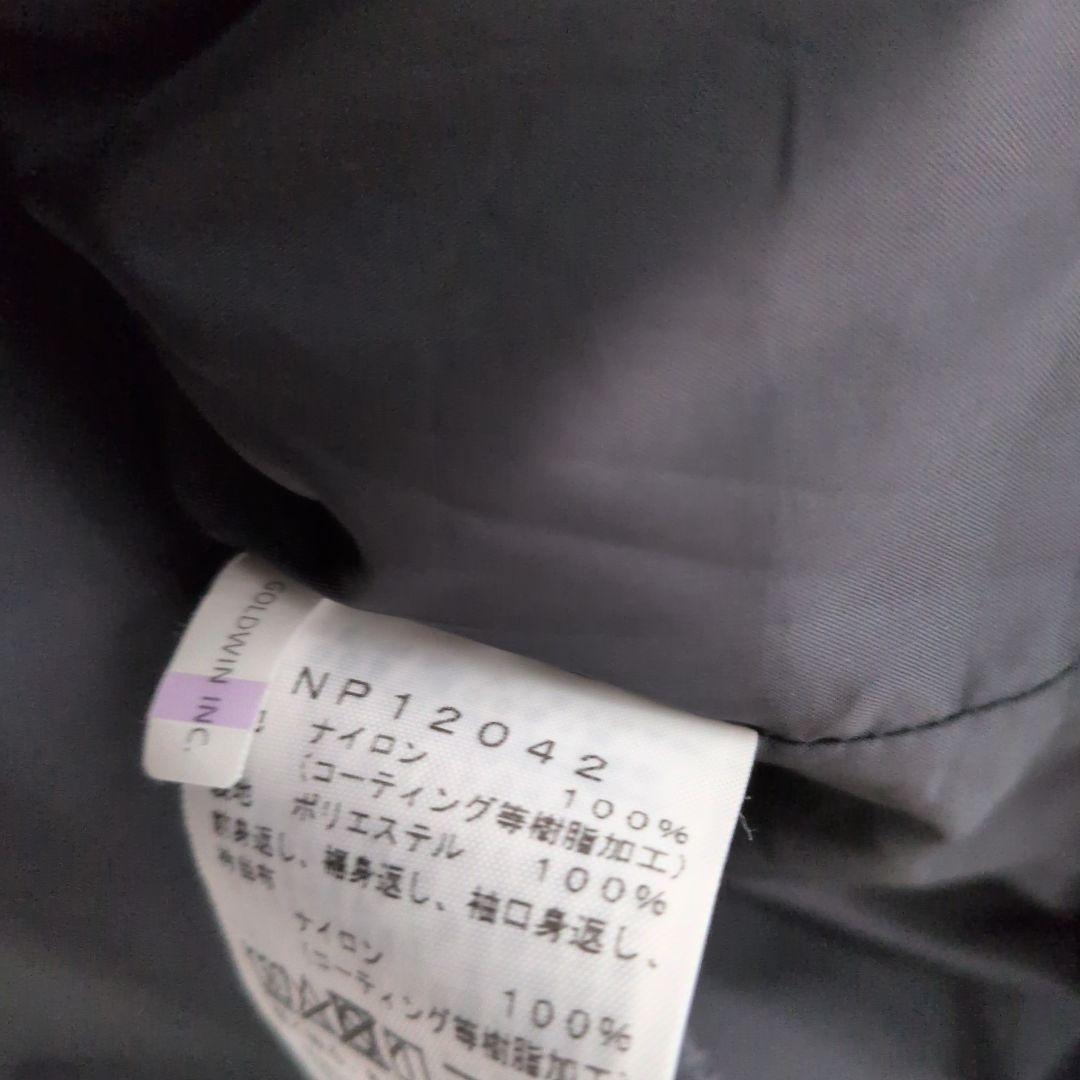 GOLDWIN INC.
NP12042
ナイロン 100%
(コーティング等樹脂加工)
ポリエステル 100%
前身返し、裾身返し、袖口身返し、
ナイロン 100%
(コーティング等樹脂加工)